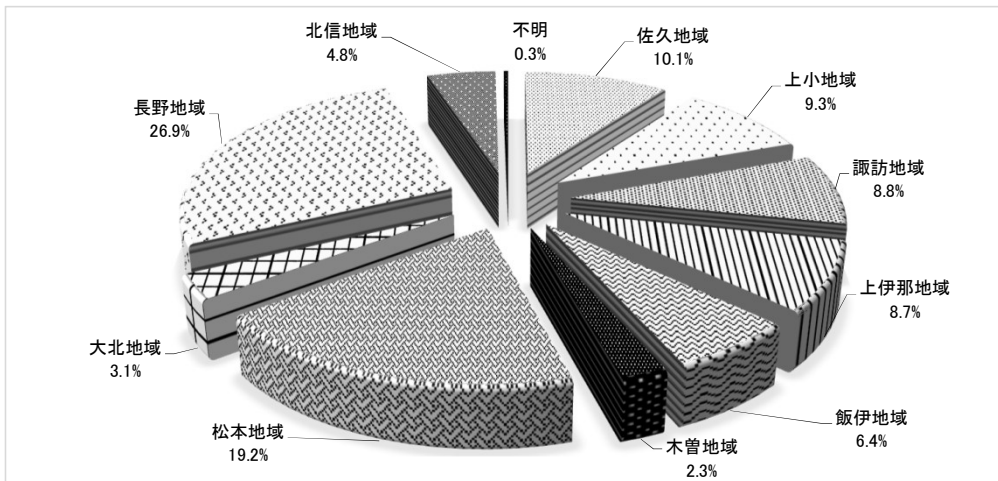 北信地域
4.8%
不明
0.3%
佐久地域
10.1%
上小地域
9.3%
長野地域
26.9%
諏訪地域
8.8%
上伊那地域
8.7%
大北地域
3.1%
飯伊地域
6.4%
松本地域
19.2%
木曽地域
2.3%